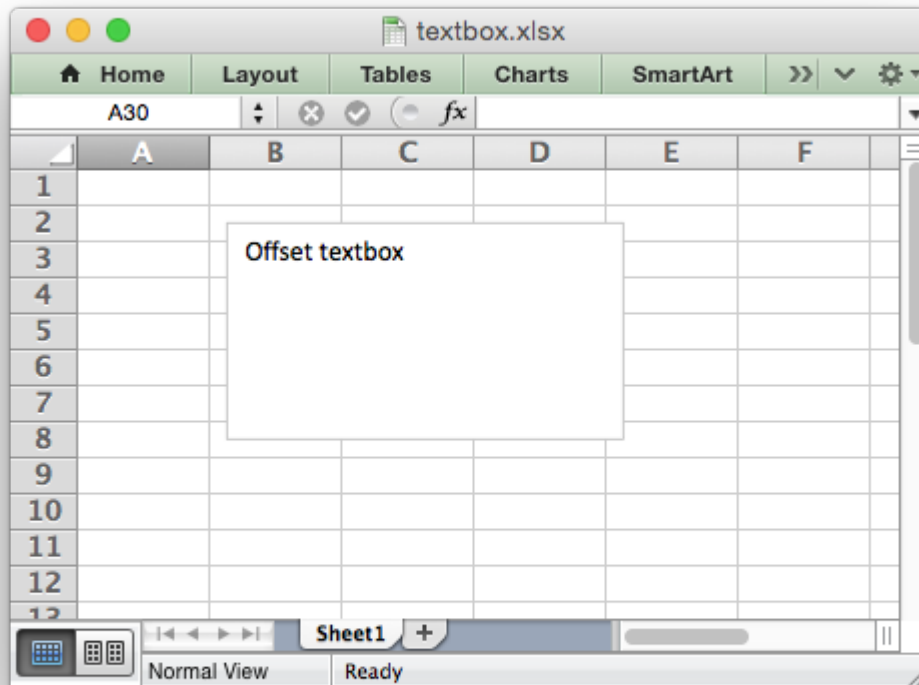 textbox.xlsx
Home Layout Tables Charts SmartArt
A30 fx
A B C D E F
1
2
3
4
5
6
7
8
9
10
11
12
13
Offset textbox
Sheet1
Normal View Ready